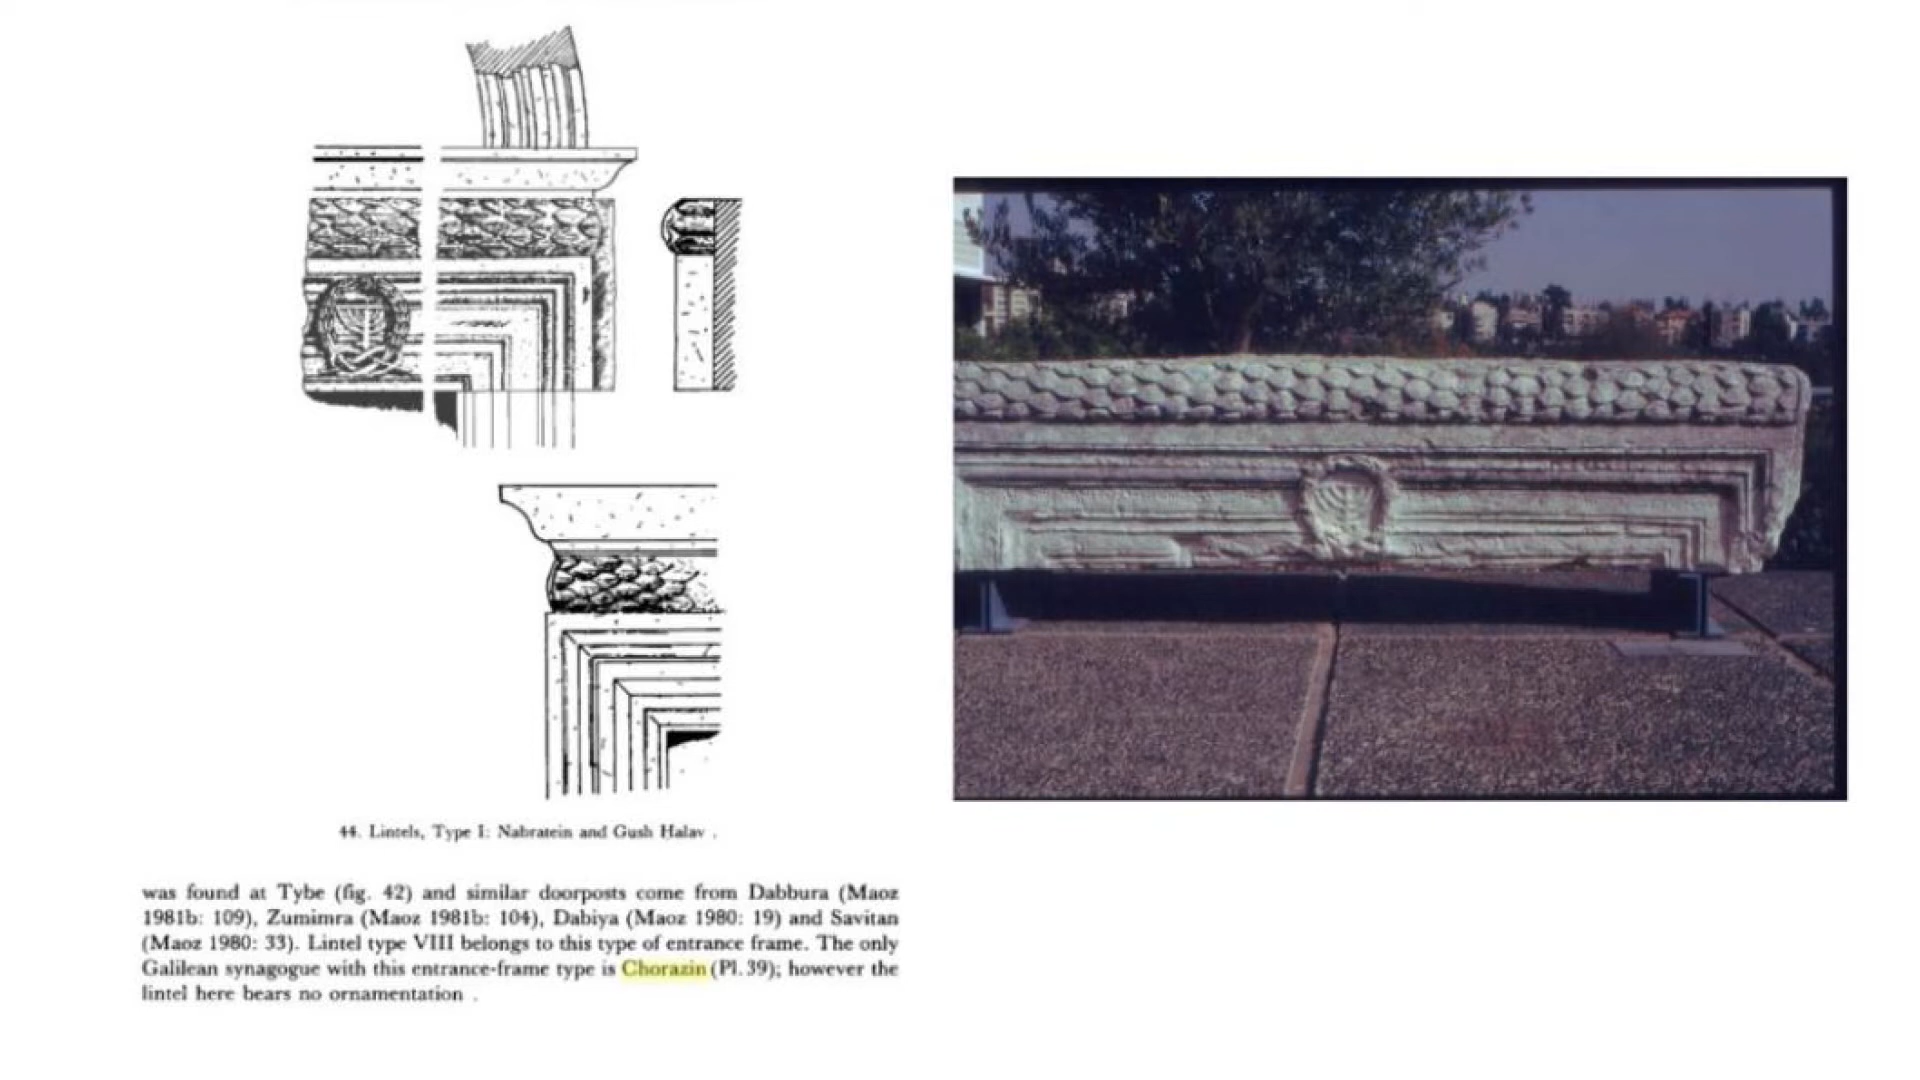 44. Lintels, Type I: Nabratein and Gush Halav .
was found at Tybe (fig. 42) and similar doorposts come from Dabbura (Maoz
1981b: 109), Zumimra (Maoz 1981b: 104), Dabiya (Maoz 1980: 19) and Savitan
(Maoz 1980: 33). Lintel type VIII belongs to this type of entrance frame. The only
Galilean synagogue with this entrance-frame type is Chorazin (Pl. 39); however the
lintel here bears no ornamentation .